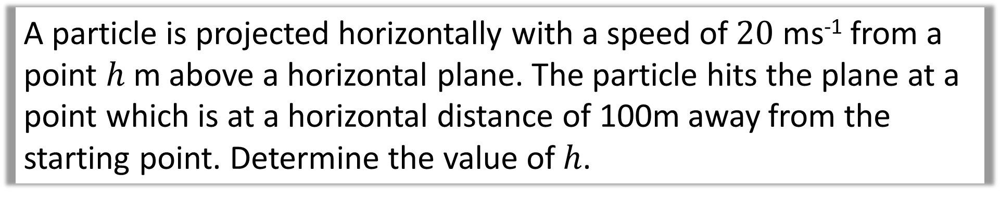 A particle is projected horizontally with a speed of 20 ms⁻¹ from a
point h m above a horizontal plane. The particle hits the plane at a
point which is at a horizontal distance of 100m away from the
starting point. Determine the value of h.